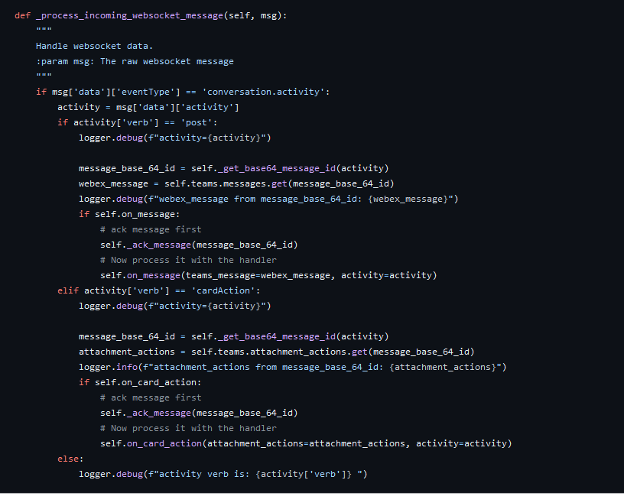 def _process_incoming_websocket_message(self, msg):
"""
Handle websocket data.
:param msg: The raw websocket message
"""
if msg['data']['eventType'] == 'conversation.activity':
activity = msg['data']['activity']
if activity['verb'] == 'post':
logger.debug(f"activity={activity}")
message_base_64_id = self._get_base64_message_id(activity)
webex_message = self.teams.messages.get(message_base_64_id)
logger.debug(f"webex_message from message_base_64_id: {webex_message}")
if self.on_message:
# ack message first
self._ack_message(message_base_64_id)
# Now process it with the handler
self.on_message(teams_message=webex_message, activity=activity)
elif activity['verb'] == 'cardAction':
logger.debug(f"activity={activity}")
message_base_64_id = self._get_base64_message_id(activity)
attachment_actions = self.teams.attachment_actions.get(message_base_64_id)
logger.info(f"attachment_actions from message_base_64_id: {attachment_actions}")
if self.on_card_action:
# ack message first
self._ack_message(message_base_64_id)
# Now process it with the handler
self.on_card_action(attachment_actions=attachment_actions, activity=activity)
else:
logger.debug(f"activity verb is: {activity['verb']} ")